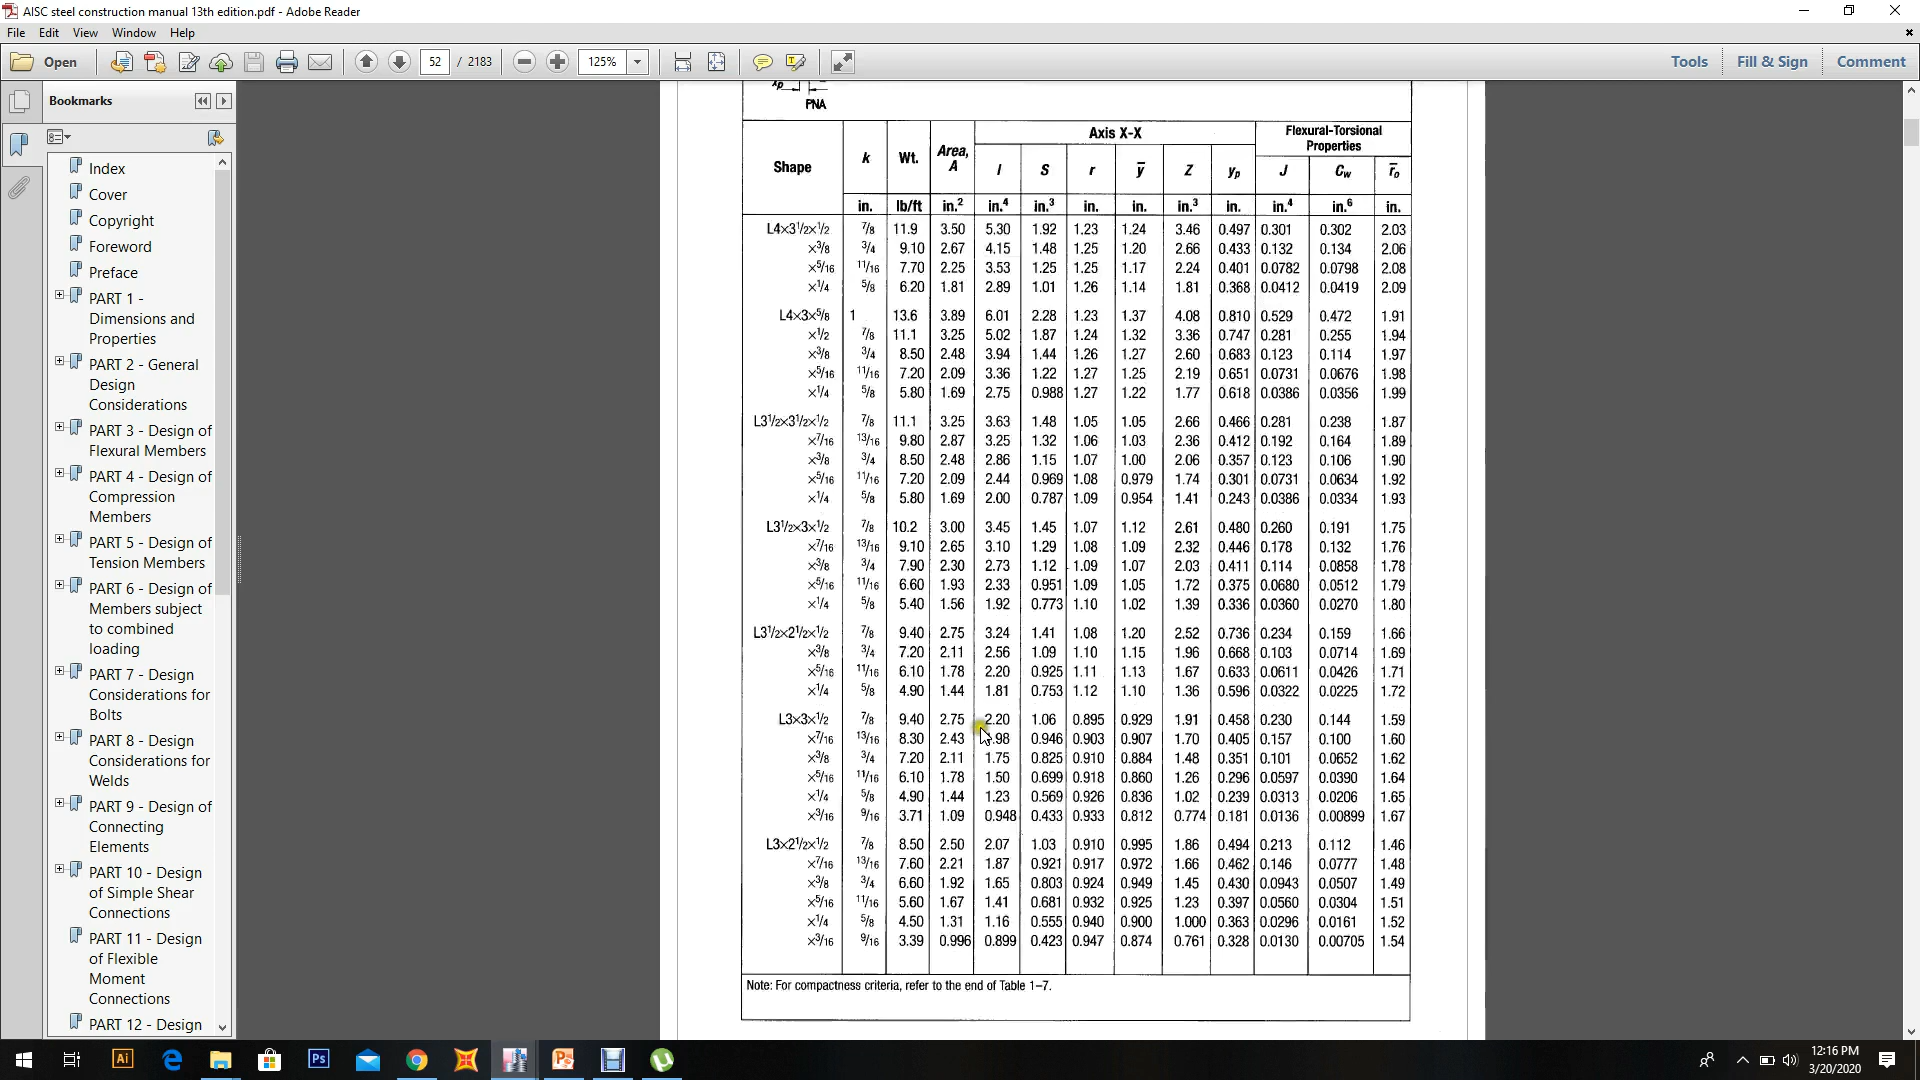 AISC steel construction manual 13th edition.pdf - Adobe Reader
File Edit View Window Help
Open 52 / 2183 125% Tools Fill & Sign Comment
Bookmarks
Index
Cover
Copyright
Foreword
Preface
PART 1 -
Dimensions and
Properties
PART 2 - General
Design
Considerations
PART 3 - Design of
Flexural Members
PART 4 - Design of
Compression
Members
PART 5 - Design of
Tension Members
PART 6 - Design of
Members subject
to combined
loading
PART 7 - Design
Considerations for
Bolts
PART 8 - Design
Considerations for
Welds
PART 9 - Design of
Connecting
Elements
PART 10 - Design
of Simple Shear
Connections
PART 11 - Design
of Flexible
Moment
Connections
PART 12 - Design
xp
PNA
Axis X-X Flexural-Torsional
Properties
Shape k Wt. Area, A I S r y̅ Z yp J Cw r̅o
in. lb/ft in.² in.⁴ in.³ in. in. in.³ in. in.⁴ in.⁶ in.
L4×3½×½ 7/8 11.9 3.50 5.30 1.92 1.23 1.24 3.46 0.497 0.301 0.302 2.03
×3/8 3/4 9.10 2.67 4.15 1.48 1.25 1.20 2.66 0.433 0.132 0.134 2.06
×5/16 11/16 7.70 2.25 3.53 1.25 1.25 1.17 2.24 0.401 0.0782 0.0798 2.08
×1/4 5/8 6.20 1.81 2.89 1.01 1.26 1.14 1.81 0.368 0.0412 0.0419 2.09
L4×3×5/8 1 13.6 3.89 6.01 2.28 1.23 1.37 4.08 0.810 0.529 0.472 1.91
×1/2 7/8 11.1 3.25 5.02 1.87 1.24 1.32 3.36 0.747 0.281 0.255 1.94
×3/8 3/4 8.50 2.48 3.94 1.44 1.26 1.27 2.60 0.683 0.123 0.114 1.97
×5/16 11/16 7.20 2.09 3.36 1.22 1.27 1.25 2.19 0.651 0.0731 0.0676 1.98
×1/4 5/8 5.80 1.69 2.75 0.988 1.27 1.22 1.77 0.618 0.0386 0.0356 1.99
L3½×3½×½ 7/8 11.1 3.25 3.63 1.48 1.05 1.05 2.66 0.466 0.281 0.238 1.87
×7/16 13/16 9.80 2.87 3.25 1.32 1.06 1.03 2.36 0.412 0.192 0.164 1.89
×3/8 3/4 8.50 2.48 2.86 1.15 1.07 1.00 2.06 0.357 0.123 0.106 1.90
×5/16 11/16 7.20 2.09 2.44 0.969 1.08 0.979 1.74 0.301 0.0731 0.0634 1.92
×1/4 5/8 5.80 1.69 2.00 0.787 1.09 0.954 1.41 0.243 0.0386 0.0334 1.93
L3½×3×½ 7/8 10.2 3.00 3.45 1.45 1.07 1.12 2.61 0.480 0.260 0.191 1.75
×7/16 13/16 9.10 2.65 3.10 1.29 1.08 1.09 2.32 0.446 0.178 0.132 1.76
×3/8 3/4 7.90 2.30 2.73 1.12 1.09 1.07 2.03 0.411 0.114 0.0858 1.78
×5/16 11/16 6.60 1.93 2.33 0.951 1.09 1.05 1.72 0.375 0.0680 0.0512 1.79
×1/4 5/8 5.40 1.56 1.92 0.773 1.10 1.02 1.39 0.336 0.0360 0.0270 1.80
L3½×2½×½ 7/8 9.40 2.75 3.24 1.41 1.08 1.20 2.52 0.736 0.234 0.159 1.66
×3/8 3/4 7.20 2.11 2.56 1.09 1.10 1.15 1.96 0.668 0.103 0.0714 1.69
×5/16 11/16 6.10 1.78 2.20 0.925 1.11 1.13 1.67 0.633 0.0611 0.0426 1.71
×1/4 5/8 4.90 1.44 1.81 0.753 1.12 1.10 1.36 0.596 0.0322 0.0225 1.72
L3×3×½ 7/8 9.40 2.75 2.20 1.06 0.895 0.929 1.91 0.458 0.230 0.144 1.59
×7/16 13/16 8.30 2.43 .98 0.946 0.903 0.907 1.70 0.405 0.157 0.100 1.60
×3/8 3/4 7.20 2.11 1.75 0.825 0.910 0.884 1.48 0.351 0.101 0.0652 1.62
×5/16 11/16 6.10 1.78 1.50 0.699 0.918 0.860 1.26 0.296 0.0597 0.0390 1.64
×1/4 5/8 4.90 1.44 1.23 0.569 0.926 0.836 1.02 0.239 0.0313 0.0206 1.65
×3/16 9/16 3.71 1.09 0.948 0.433 0.933 0.812 0.774 0.181 0.0136 0.00899 1.67
L3×2½×½ 7/8 8.50 2.50 2.07 1.03 0.910 0.995 1.86 0.494 0.213 0.112 1.46
×7/16 13/16 7.60 2.21 1.87 0.921 0.917 0.972 1.66 0.462 0.146 0.0777 1.48
×3/8 3/4 6.60 1.92 1.65 0.803 0.924 0.949 1.45 0.430 0.0943 0.0507 1.49
×5/16 11/16 5.60 1.67 1.41 0.681 0.932 0.925 1.23 0.397 0.0560 0.0304 1.51
×1/4 5/8 4.50 1.31 1.16 0.555 0.940 0.900 1.000 0.363 0.0296 0.0161 1.52
×3/16 9/16 3.39 0.996 0.899 0.423 0.947 0.874 0.761 0.328 0.0130 0.00705 1.54
Note: For compactness criteria, refer to the end of Table 1–7.
Ai Ps
12:16 PM
3/20/2020